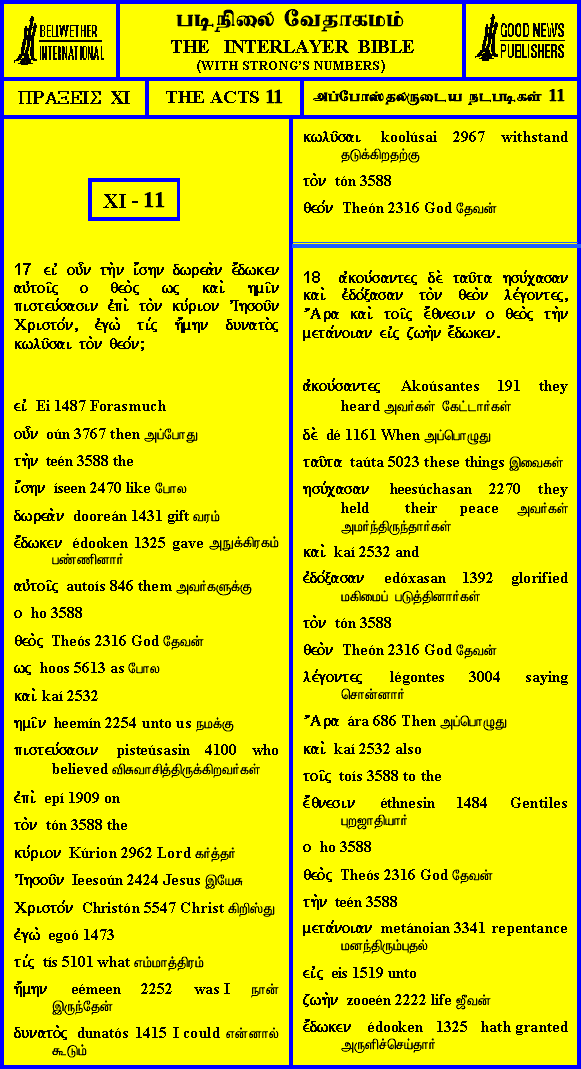 BELLWETHER
INTERNATIONAL
படிநிலை வேதாகமம்
THE INTERLAYER BIBLE
(WITH STRONG'S NUMBERS)
GOOD NEWS
PUBLISHERS
ΠΡΑΞΕΙΣ XI
THE ACTS 11
அப்போஸ்தலருடைய நடபடிகள் 11
XI - 11
17 εἰ οὖν τὴν ἴσην δωρεὰν ἔδωκεν
αὐτοῖς ο θεὸς ως καὶ ημῖν
πιστεύσασιν ἐπὶ τὸν κύριον Ἰησοῦν
Χριστόν, ἐγὼ τίς ἤμην δυνατὸς
κωλῦσαι τὸν θεόν;
εἰ Ei 1487 Forasmuch
οὖν oún 3767 then அப்போது
τὴν teén 3588 the
ἴσην íseen 2470 like போல
δωρεὰν dooreán 1431 gift வரம்
ἔδωκεν édooken 1325 gave அநுக்கிரகம்
பண்ணினார்
αὐτοῖς autoís 846 them அவர்களுக்கு
ο ho 3588
θεὸς Theós 2316 God தேவன்
ως hoos 5613 as போல
καὶ kaí 2532
ημῖν heemín 2254 unto us நமக்கு
πιστεύσασιν pisteúsasin 4100 who
believed விசுவாசித்திருக்கிறவர்கள்
ἐπὶ epí 1909 on
τὸν tón 3588 the
κύριον Kúrion 2962 Lord கர்த்தர்
Ἰησοῦν Ieesoún 2424 Jesus இயேசு
Χριστόν Christón 5547 Christ கிறிஸ்து
ἐγὼ egoó 1473
τίς tís 5101 what எம்மாத்திரம்
ἤμην eémeen 2252 was I நான்
இருந்தேன்
δυνατὸς dunatós 1415 I could என்னால்
கூடும்
κωλῦσαι koolúsai 2967 withstand
தடுக்கிறதற்கு
τὸν tón 3588
θεόν Theón 2316 God தேவன்
18 ἀκούσαντες δὲ ταῦτα ησύχασαν
καὶ ἐδόξασαν τὸν θεὸν λέγοντες,
Ἄρα καὶ τοῖς ἔθνεσιν ο θεὸς τὴν
μετάνοιαν εἰς ζωὴν ἔδωκεν.
ἀκούσαντες Akoúsantes 191 they
heard அவர்கள் கேட்டார்கள்
δὲ dé 1161 When அப்பொழுது
ταῦτα taúta 5023 these things இவைகள்
ησύχασαν heesúchasan 2270 they
held their peace அவர்கள்
அமர்ந்திருந்தார்கள்
καὶ kaí 2532 and
ἐδόξασαν edóxasan 1392 glorified
மகிமைப் படுத்தினார்கள்
τὸν tón 3588
θεὸν Theón 2316 God தேவன்
λέγοντες légontes 3004 saying
சொன்னார்
Ἄρα ára 686 Then அப்பொழுது
καὶ kaí 2532 also
τοῖς toís 3588 to the
ἔθνεσιν éthnesin 1484 Gentiles
புறஜாதியார்
ο ho 3588
θεὸς Theós 2316 God தேவன்
τὴν teén 3588
μετάνοιαν metánoian 3341 repentance
மனந்திரும்புதல்
εἰς eis 1519 unto
ζωὴν zooeén 2222 life ஜீவன்
ἔδωκεν édooken 1325 hath granted
அருளிச்செய்தார்